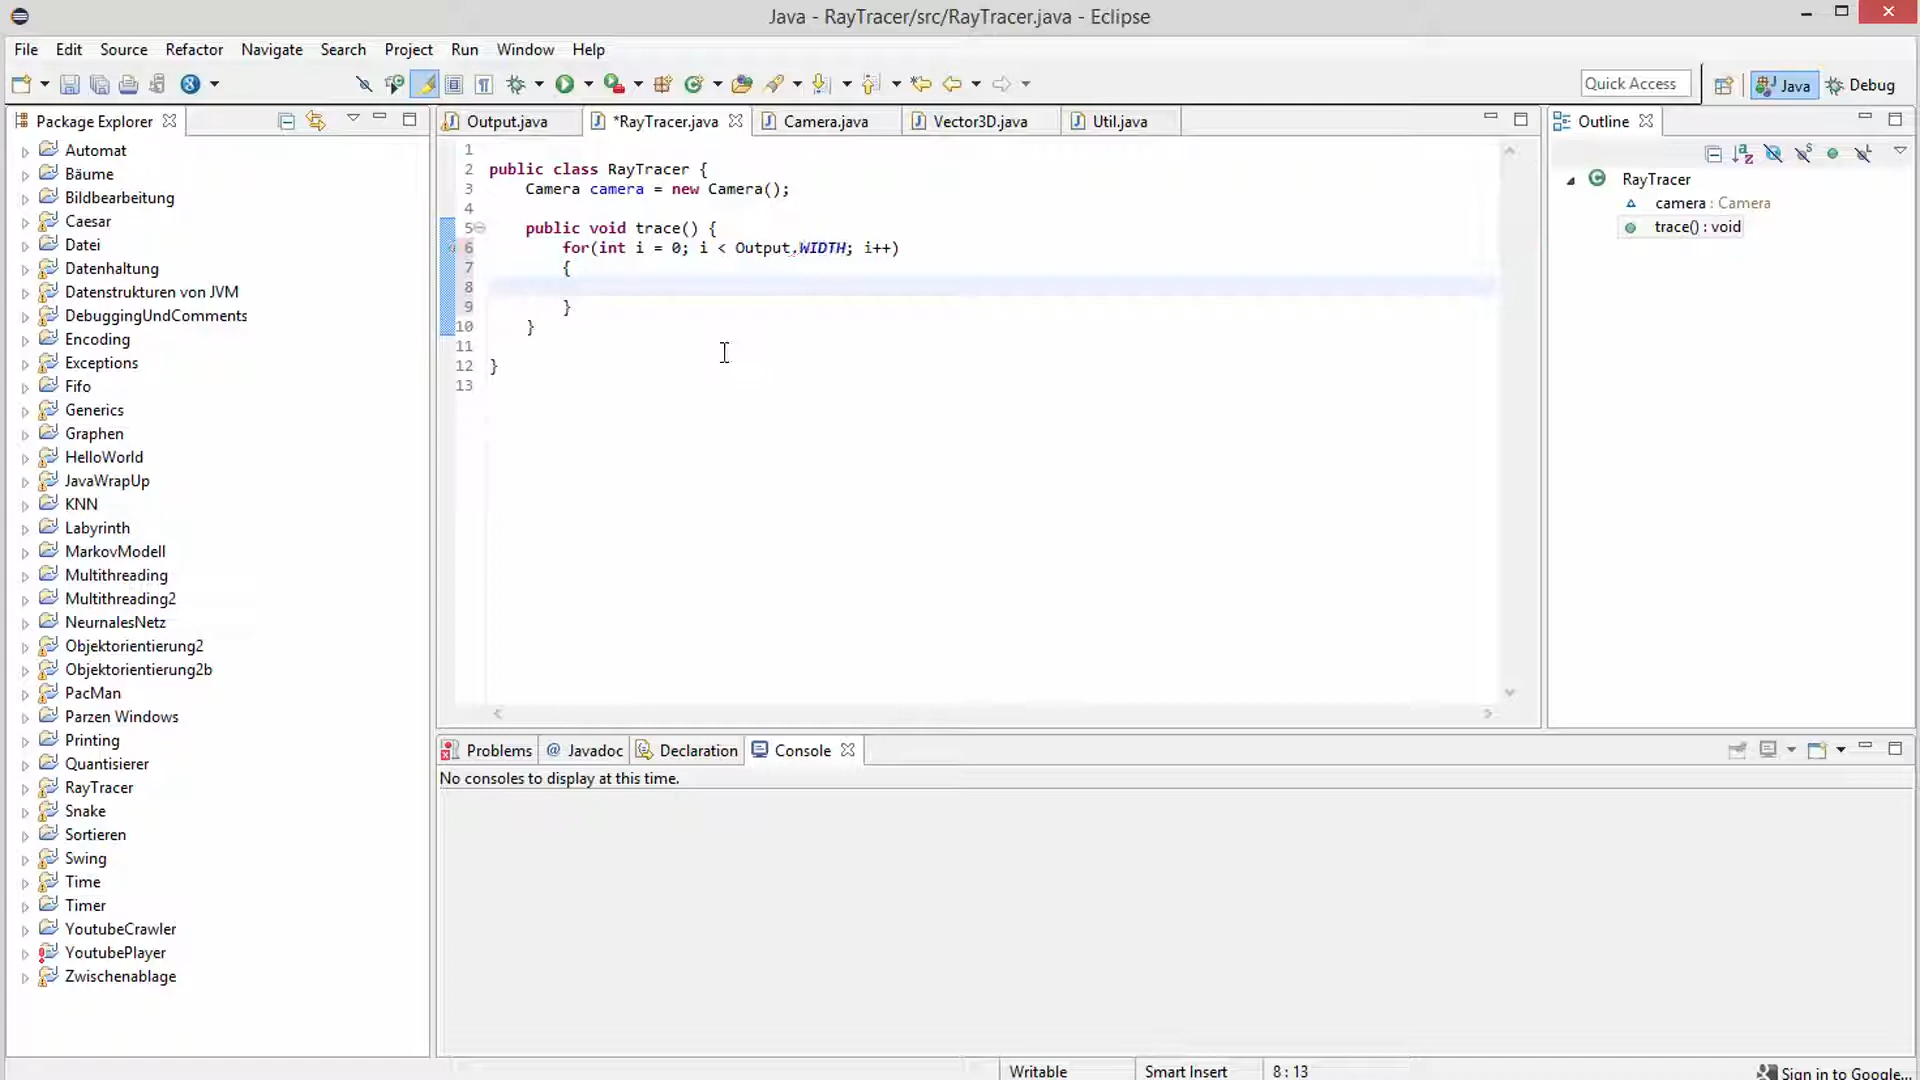 Java - RayTracer/src/RayTracer.java - Eclipse
File Edit Source Refactor Navigate Search Project Run Window Help
Quick Access Java Debug
Package Explorer
Automat
Bäume
Bildbearbeitung
Caesar
Datei
Datenhaltung
Datenstrukturen von JVM
DebuggingUndComments
Encoding
Exceptions
Fifo
Generics
Graphen
HelloWorld
JavaWrapUp
KNN
Labyrinth
MarkovModell
Multithreading
Multithreading2
NeurnalesNetz
Objektorientierung2
Objektorientierung2b
PacMan
Parzen Windows
Printing
Quantisierer
RayTracer
Snake
Sortieren
Swing
Time
Timer
YoutubeCrawler
YoutubePlayer
Zwischenablage
Output.java *RayTracer.java Camera.java Vector3D.java Util.java
1
2 public class RayTracer {
3 Camera camera = new Camera();
4
5 public void trace() {
6 for(int i = 0; i < Output.WIDTH; i++)
7 {
8
9 }
10 }
11
12 }
13
Outline
RayTracer
camera : Camera
trace() : void
Problems @ Javadoc Declaration Console
No consoles to display at this time.
Writable Smart Insert 8 : 13 Sign in to Google...